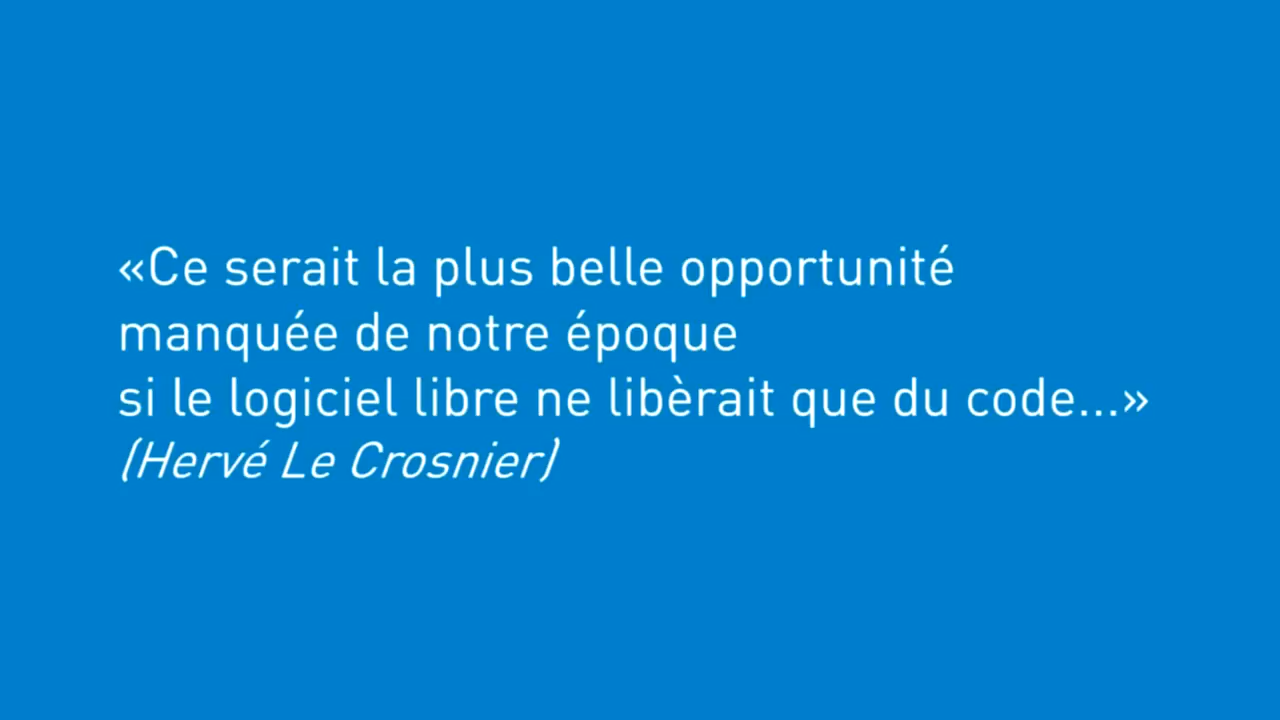 «Ce serait la plus belle opportunité
manquée de notre époque
si le logiciel libre ne libèrait que du code...»
(Hervé Le Crosnier)